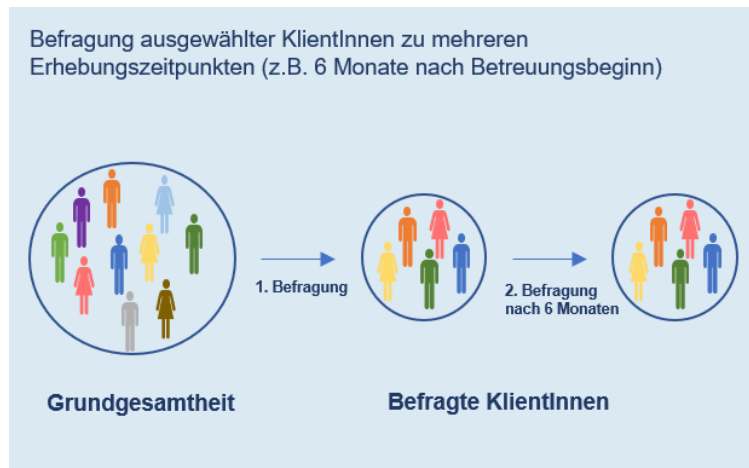 Befragung ausgewählter KlientInnen zu mehreren
Erhebungszeitpunkten (z.B. 6 Monate nach Betreuungsbeginn)
1. Befragung
2. Befragung
nach 6 Monaten
Grundgesamtheit
Befragte KlientInnen